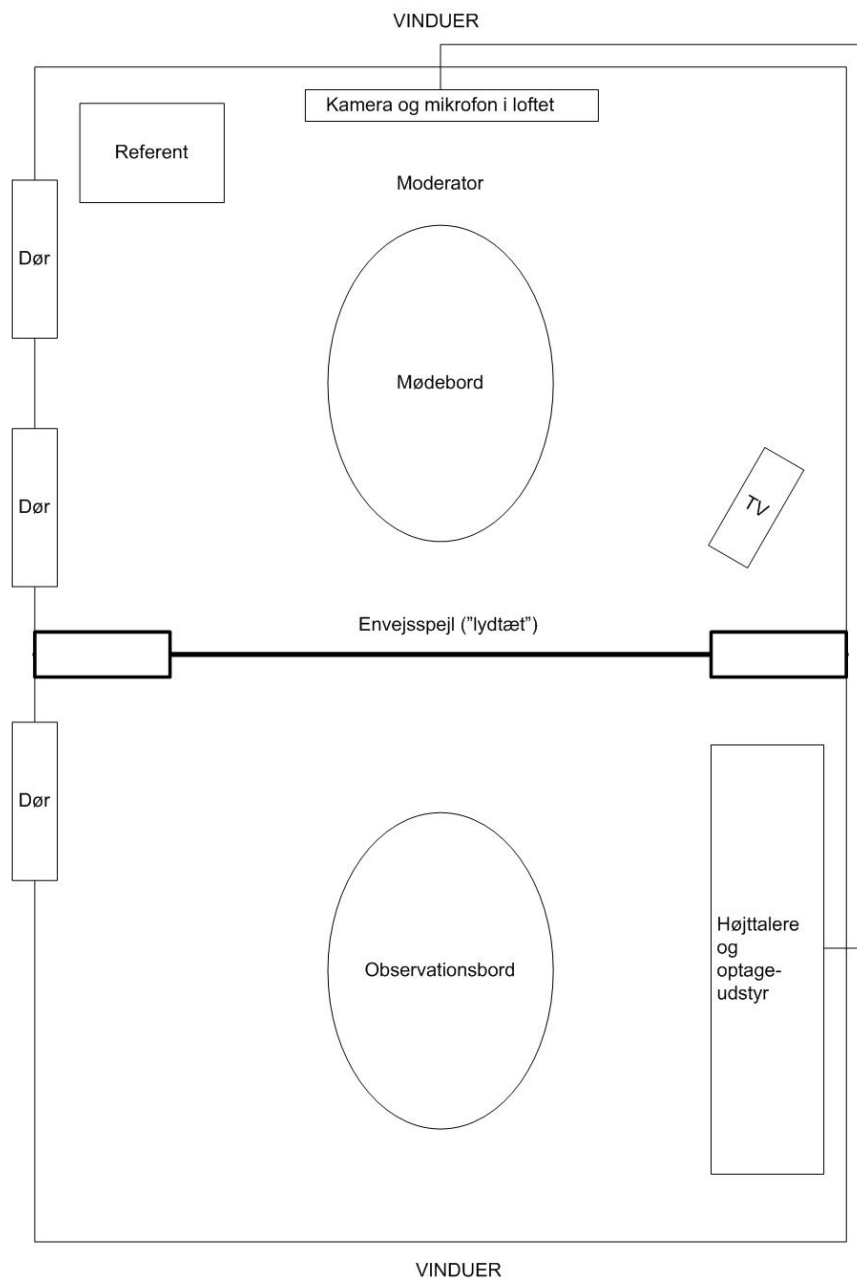 VINDUER
Kamera og mikrofon i loftet
Referent
Moderator
Dør
Mødebord
Dør
TV
Envejsspejl (”lydtæt”)
Dør
Højttalere
og
optage-
udstyr
Observationsbord
VINDUER